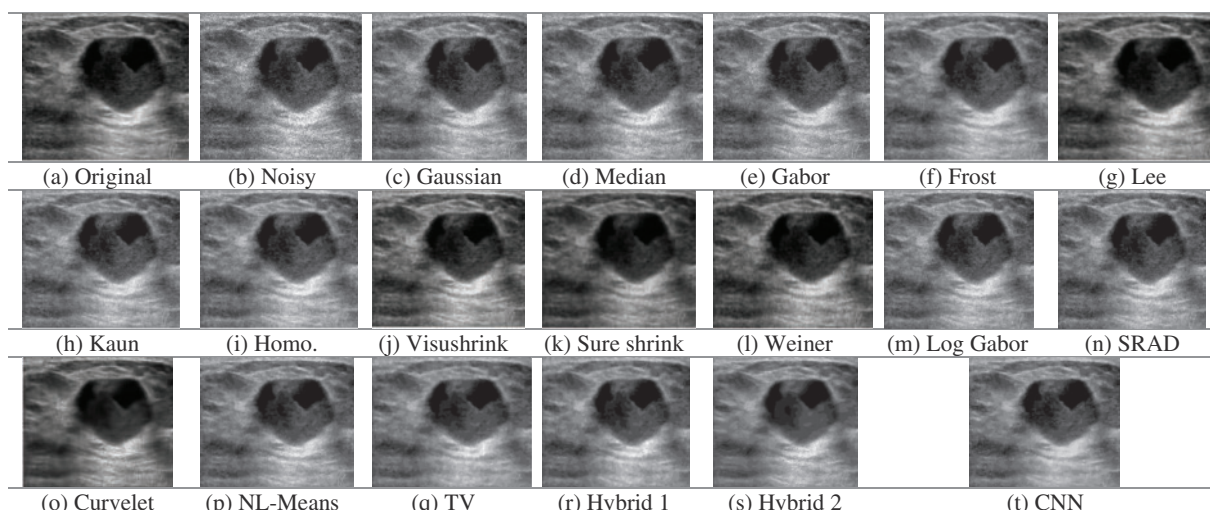 (a) Original (b) Noisy (c) Gaussian (d) Median (e) Gabor (f) Frost (g) Lee
(h) Kaun (i) Homo. (j) Visushrink (k) Sure shrink (l) Weiner (m) Log Gabor (n) SRAD
(o) Curvelet (p) NL-Means (q) TV (r) Hybrid 1 (s) Hybrid 2 (t) CNN